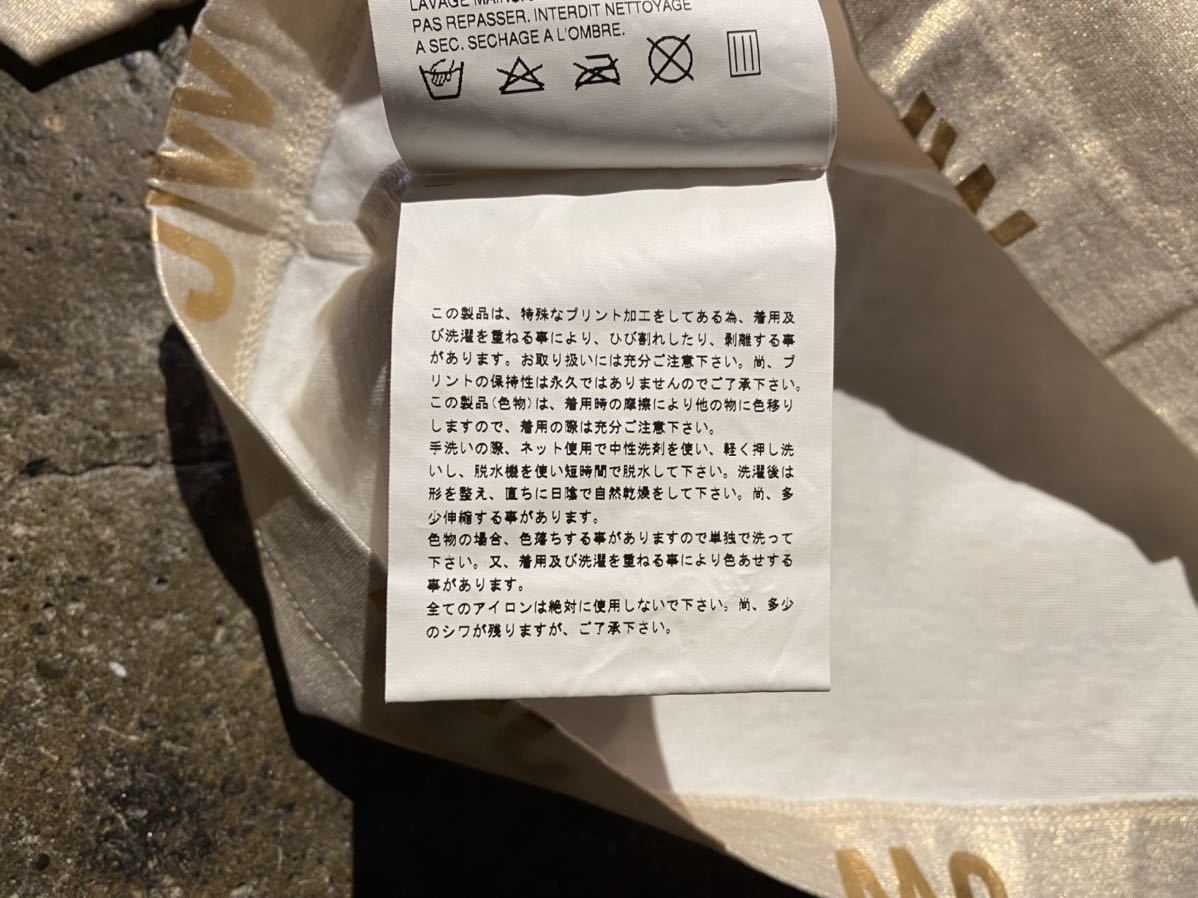 PAS REPASSER. INTERDIT NETTOYAGE
A SEC. SECHAGE A L'OMBRE.
JW
この製品は、特殊なプリント加工をしてある為、着用及
び洗濯を重ねる事により、ひび割れしたり、剥離する事
があります。お取り扱いには充分ご注意下さい。尚、プ
リントの保持性は永久ではありませんのでご了承下さい。
この製品(色物)は、着用時の摩擦により他の物に色移り
しますので、着用の際は充分ご注意下さい。
手洗いの際、ネット使用で中性洗剤を使い、軽く押し洗
いし、脱水機を使い短時間で脱水して下さい。洗濯後は
形を整え、直ちに日陰で自然乾燥をして下さい。尚、多
少伸縮する事があります。
色物の場合、色落ちする事がありますので単独で洗って
下さい。又、着用及び洗濯を重ねる事により色あせする
事があります。
全てのアイロンは絶対に使用しないで下さい。尚、多少
のシワが残りますが、ご了承下さい。